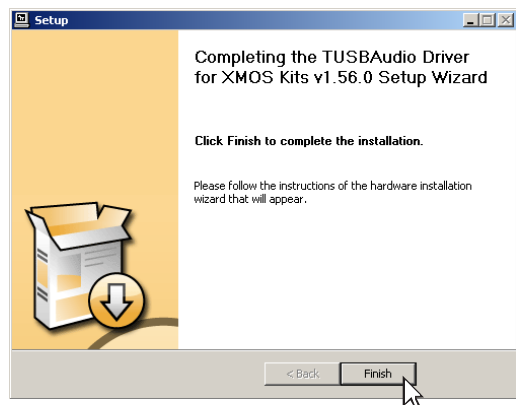 Setup
Completing the TUSBAudio Driver
for XMOS Kits v1.56.0 Setup Wizard
Click Finish to complete the installation.
Please follow the instructions of the hardware installation
wizard that will appear.
< Back
Finish